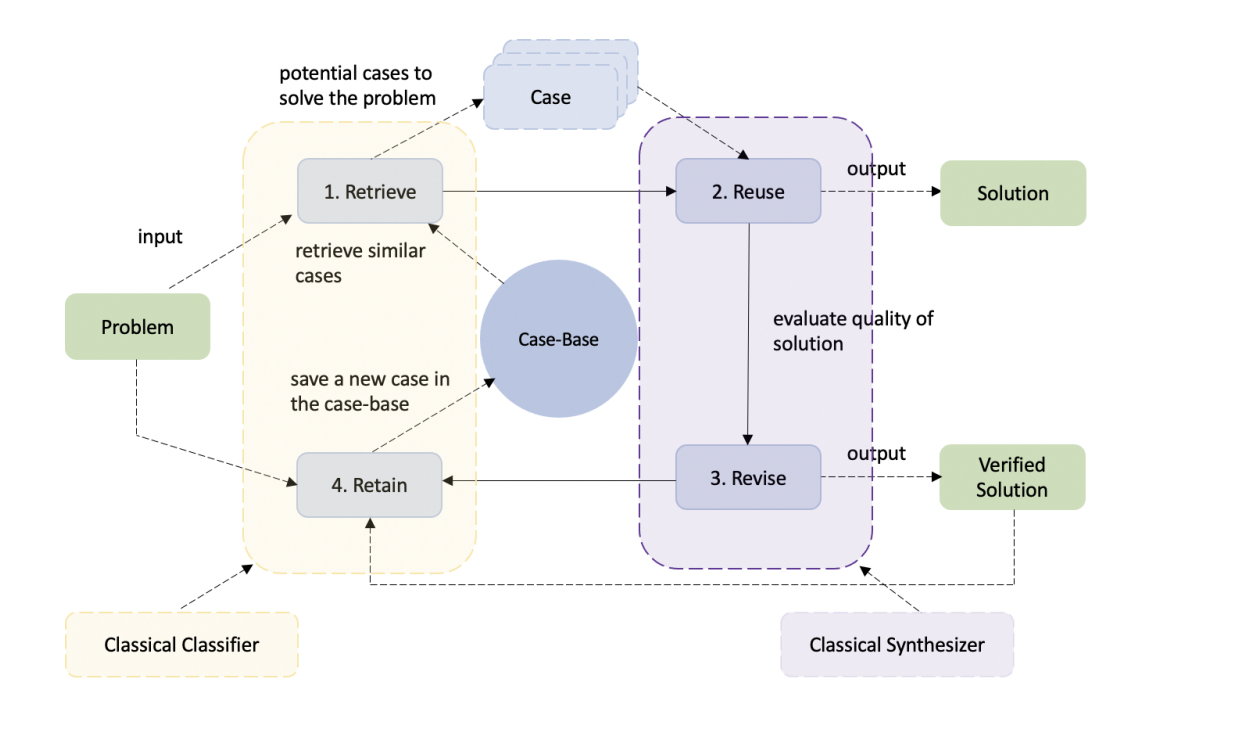 potential cases to
solve the problem
Case
1. Retrieve
2. Reuse
output
Solution
input
retrieve similar
cases
Problem
Case-Base
evaluate quality of
solution
save a new case in
the case-base
4. Retain
3. Revise
output
Verified
Solution
Classical Classifier
Classical Synthesizer